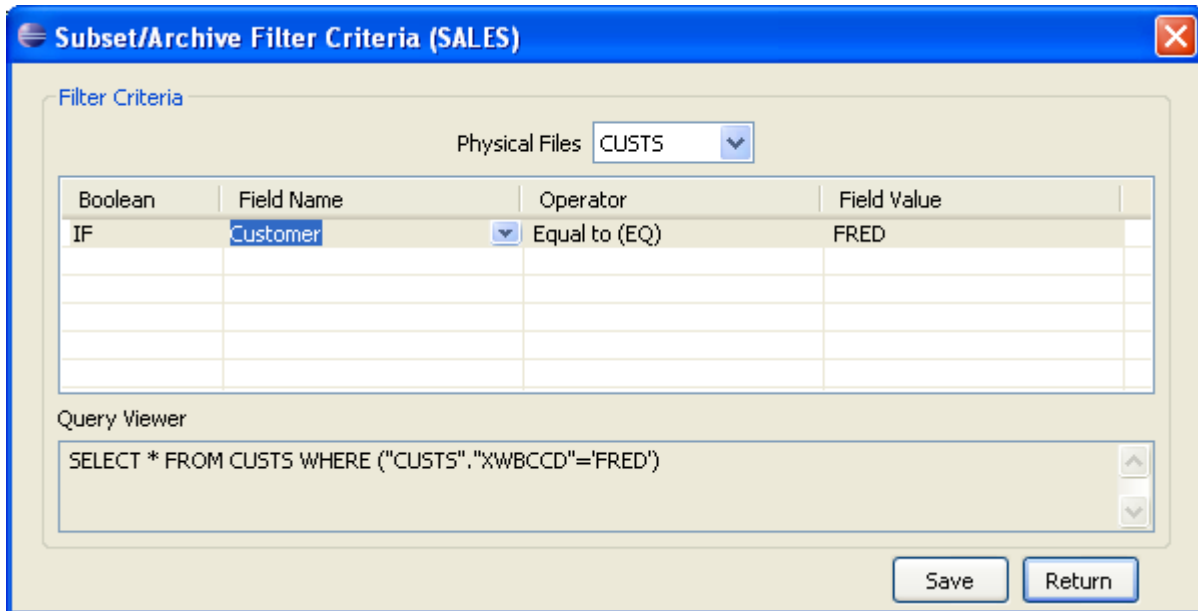 Subset/Archive Filter Criteria (SALES)
Filter Criteria
Physical Files CUSTS
Boolean Field Name Operator Field Value
IF Customer Equal to (EQ) FRED
Query Viewer
SELECT * FROM CUSTS WHERE ("CUSTS"."XWBCCD"='FRED')
Save Return